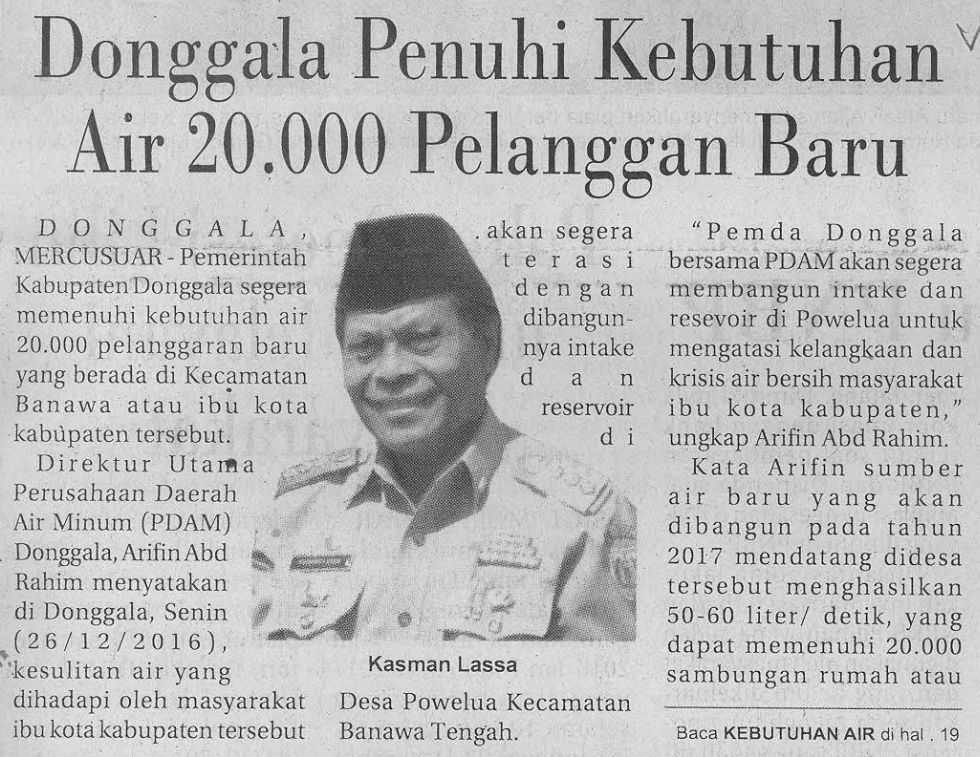 Donggala Penuhi Kebutuhan
Air 20.000 Pelanggan Baru
DONGGALA,
MERCUSUAR - Pemerintah
Kabupaten Donggala segera
memenuhi kebutuhan air
20.000 pelanggaran baru
yang berada di Kecamatan
Banawa atau ibu kota
kabupaten tersebut.
Direktur Utama
Perusahaan Daerah
Air Minum (PDAM)
Donggala, Arifin Abd
Rahim menyatakan
di Donggala, Senin
(26/12/2016),
kesulitan air yang
dihadapi oleh masyarakat
ibu kota kabupaten tersebut
akan segera
terasi
dengan
dibangun-
nya intake
dan
reservoir
di
Kasman Lassa
Desa Powelua Kecamatan
Banawa Tengah.
“Pemda Donggala
bersama PDAM akan segera
membangun intake dan
resevoir di Powelua untuk
mengatasi kelangkaan dan
krisis air bersih masyarakat
ibu kota kabupaten,”
ungkap Arifin Abd Rahim.
Kata Arifin sumber
air baru yang akan
dibangun pada tahun
2017 mendatang didesa
tersebut menghasilkan
50-60 liter/ detik, yang
dapat memenuhi 20.000
sambungan rumah atau
Baca KEBUTUHAN AIR di hal . 19